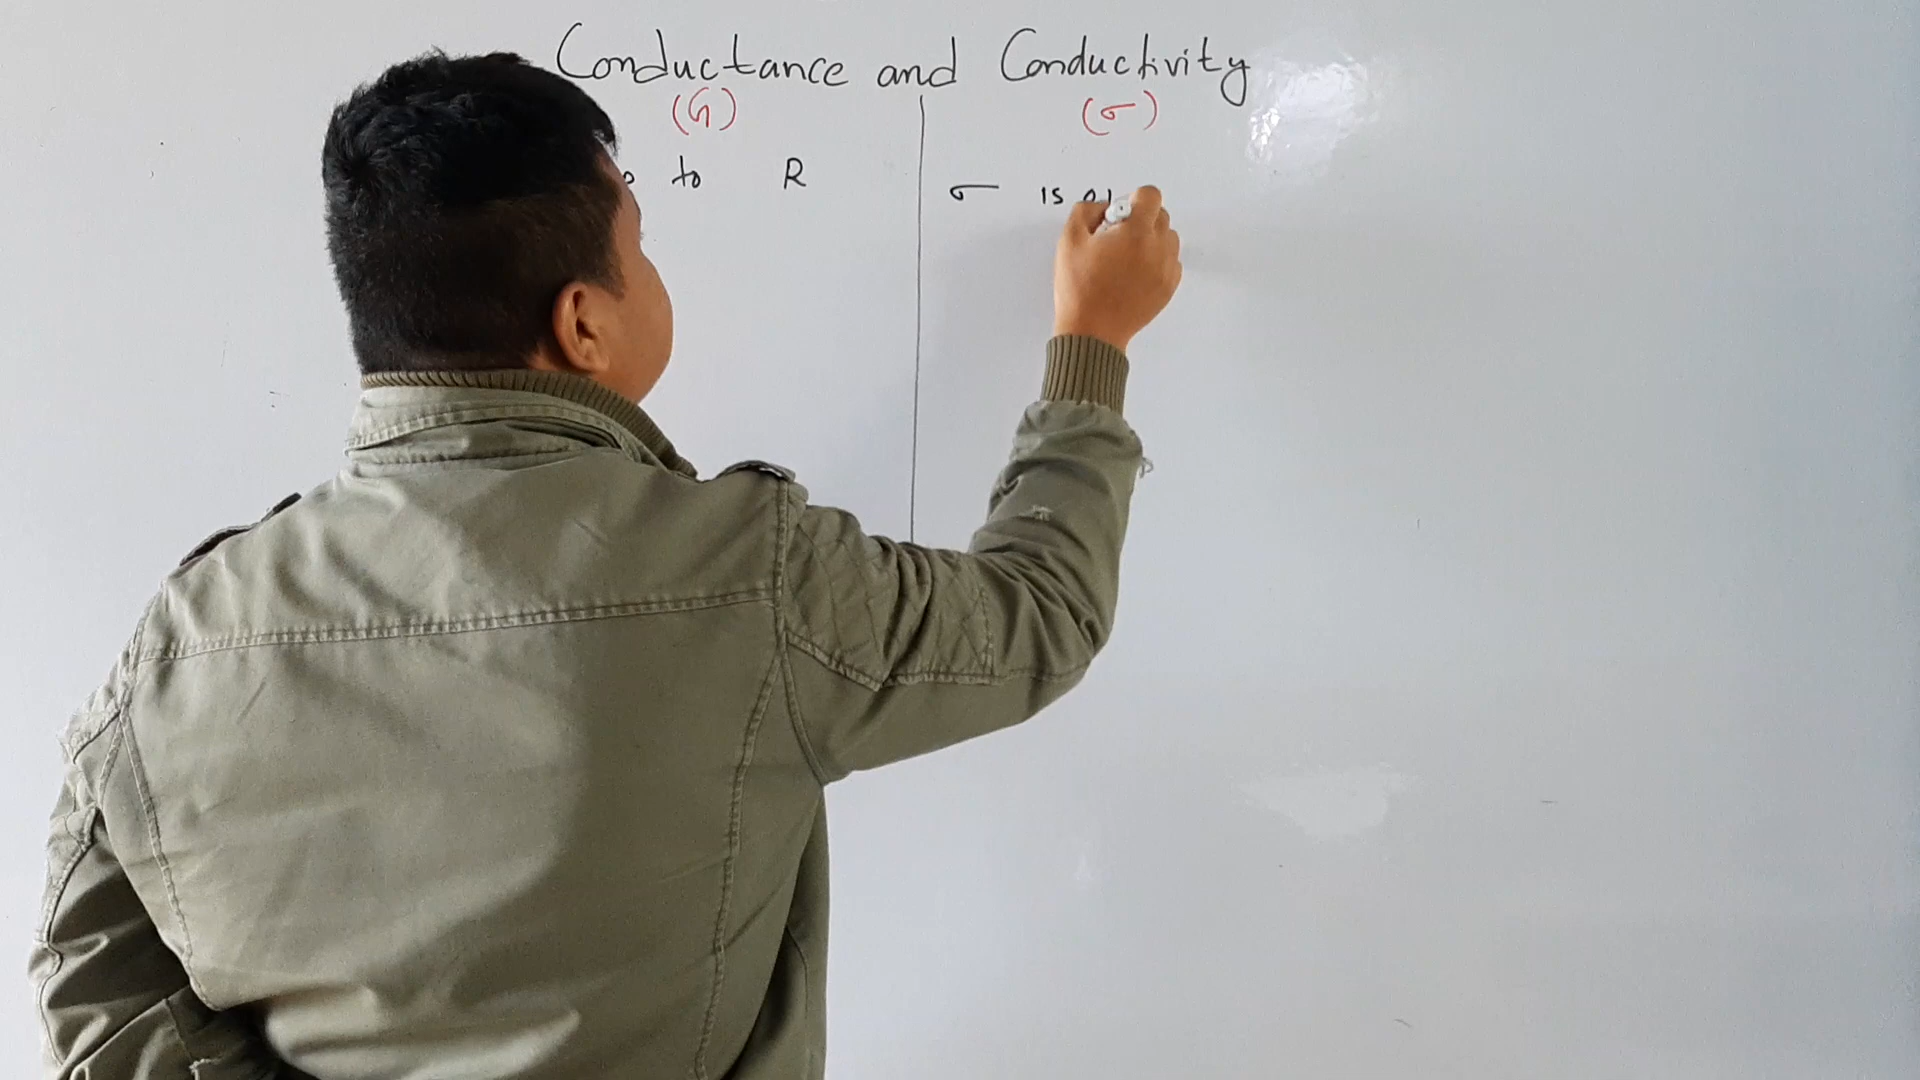 Conductance and Conductivity
(G) (σ)
to R
σ is